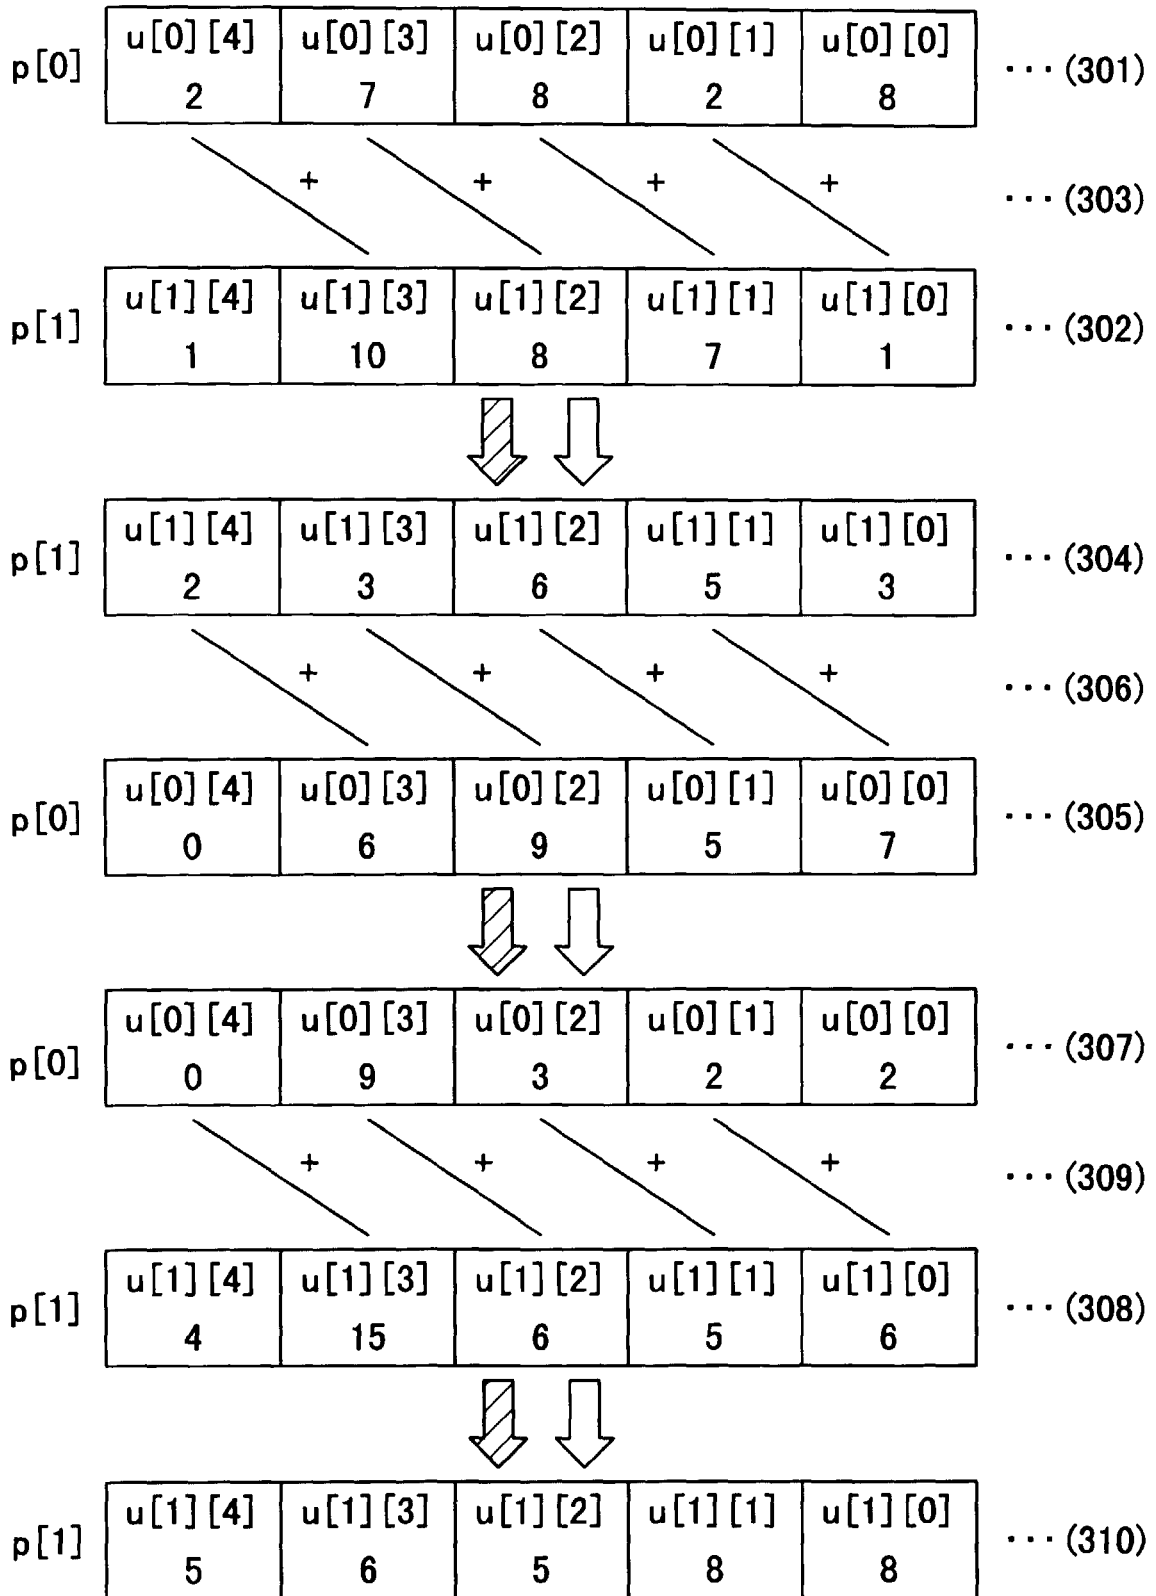 u[0][4] u[0][3] u[0][2] u[0][1] u[0][0]
p[0] ··· (301)
2 7 8 2 8
+ + + + ··· (303)
u[1][4] u[1][3] u[1][2] u[1][1] u[1][0]
p[1] ··· (302)
1 10 8 7 1
u[1][4] u[1][3] u[1][2] u[1][1] u[1][0]
p[1] ··· (304)
2 3 6 5 3
+ + + + ··· (306)
u[0][4] u[0][3] u[0][2] u[0][1] u[0][0]
p[0] ··· (305)
0 6 9 5 7
u[0][4] u[0][3] u[0][2] u[0][1] u[0][0]
p[0] ··· (307)
0 9 3 2 2
+ + + + ··· (309)
u[1][4] u[1][3] u[1][2] u[1][1] u[1][0]
p[1] ··· (308)
4 15 6 5 6
u[1][4] u[1][3] u[1][2] u[1][1] u[1][0]
p[1] ··· (310)
5 6 5 8 8